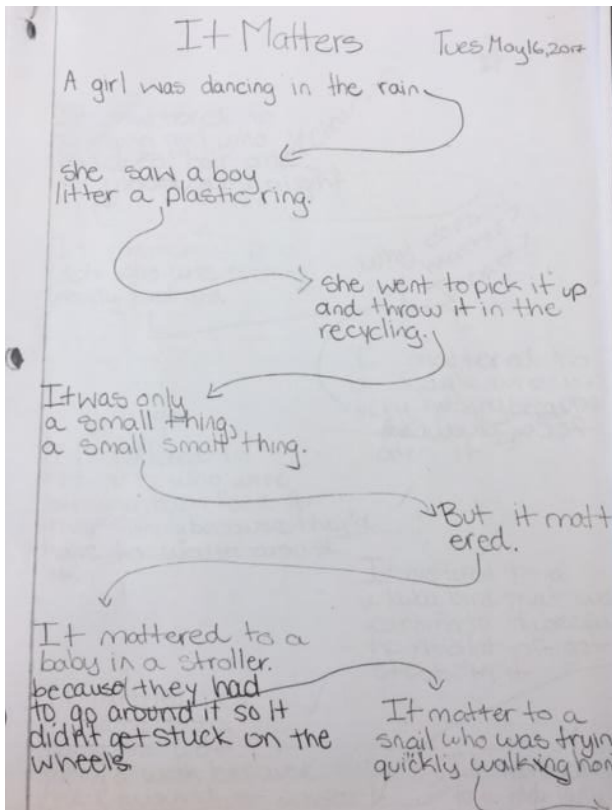 It Matters
Tues May 16, 2017
A girl was dancing in the rain
she saw a boy
litter a plastic ring.
she went to pick it up
and throw it in the
recycling.
It was only
a small thing,
a small small thing.
But it matt
ered.
It mattered to a
baby in a stroller.
because they had
to go around it so it
didn't get stuck on the
wheels
It matter to a
snail who was tryin
quickly walking hom